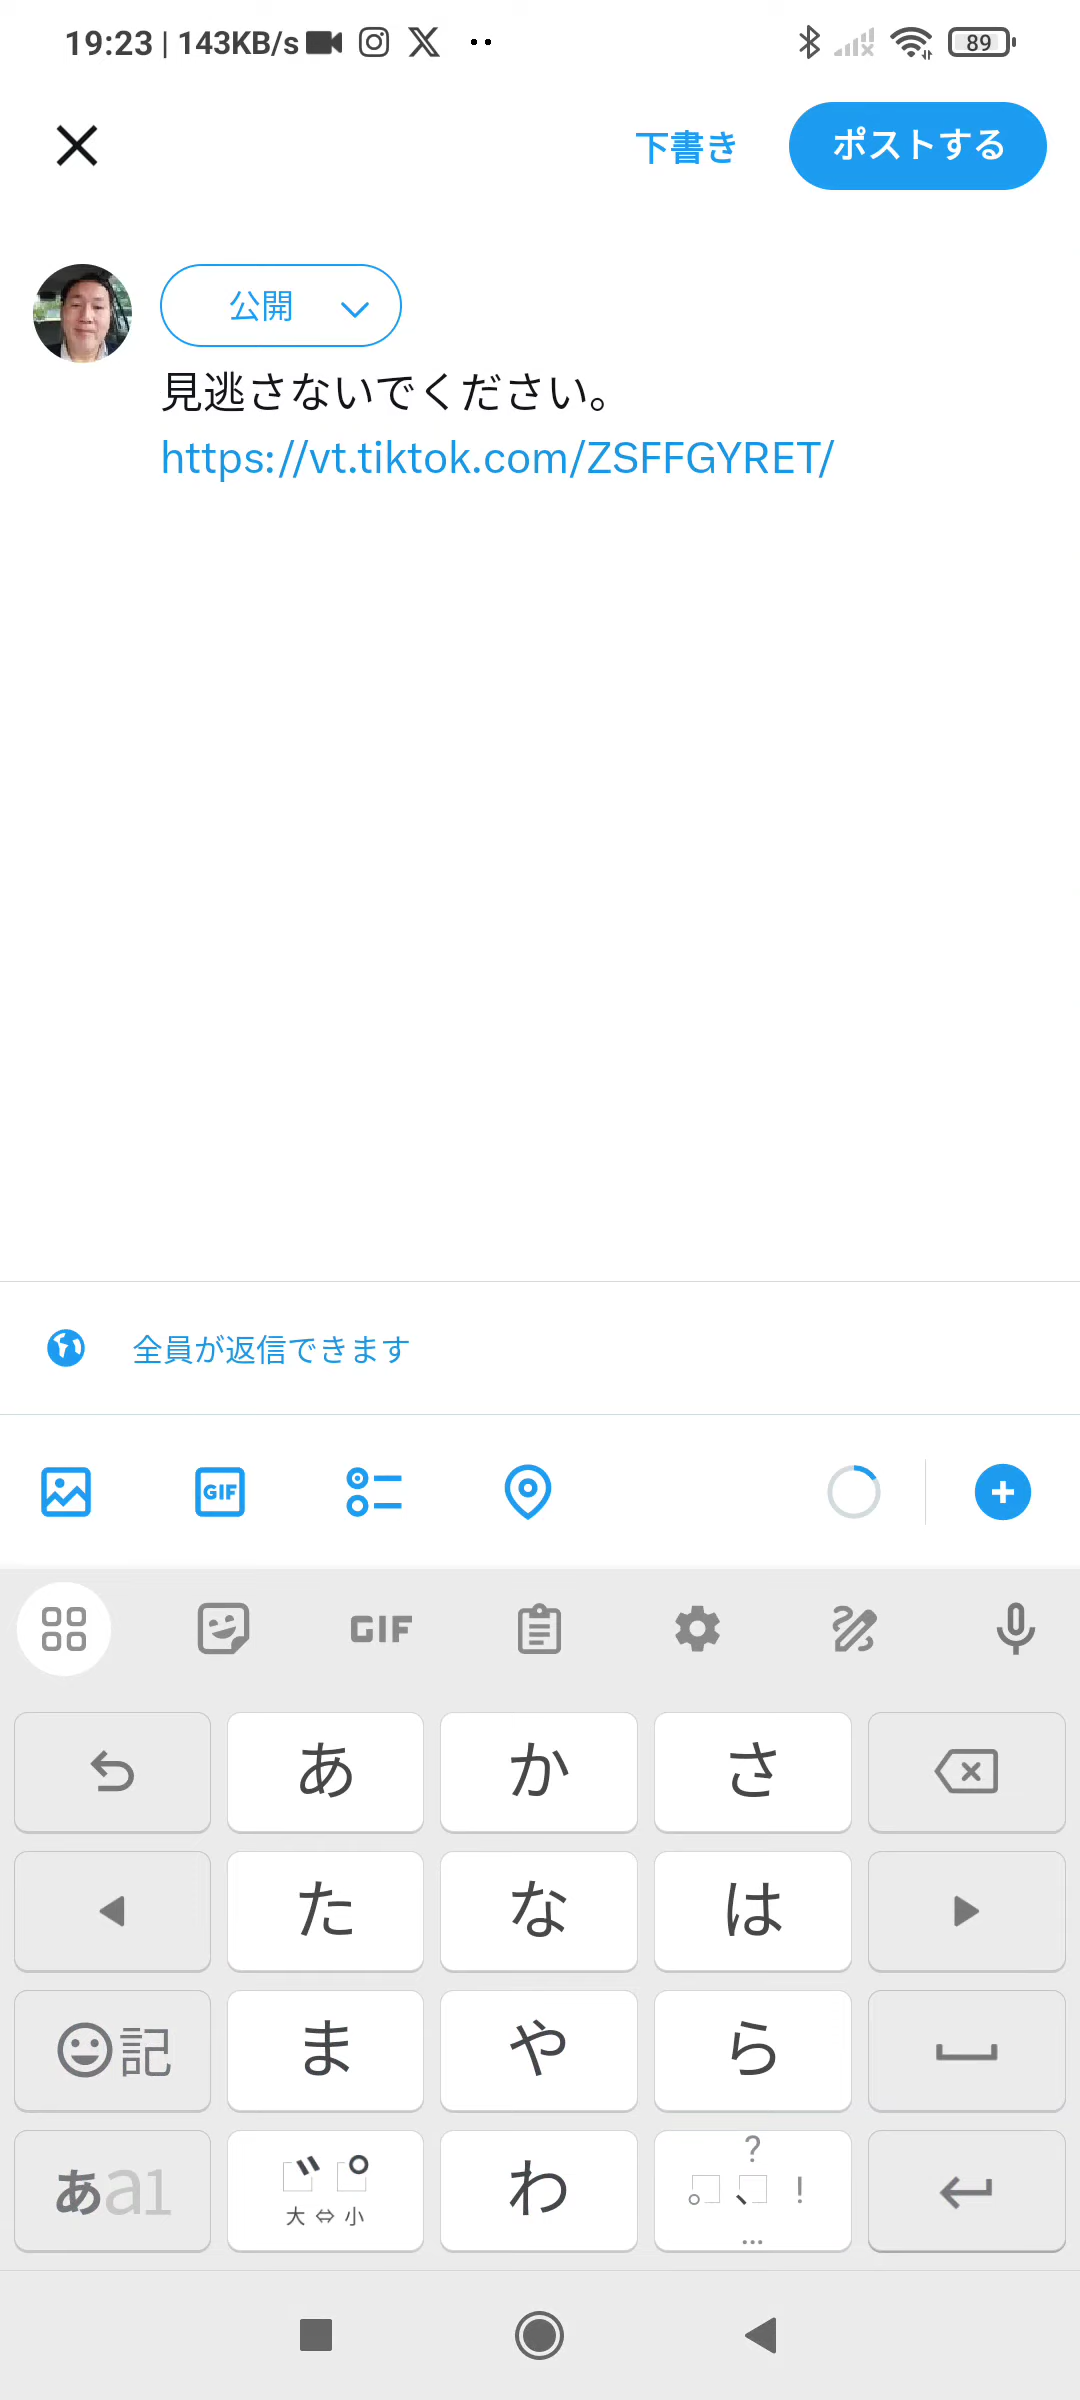 19:23 | 143KB/s
89
下書き
ポストする
公開
見逃さないでください。
https://vt.tiktok.com/ZSFFGYRET/
全員が返信できます
GIF
GIF
あ か さ
た な は
記 ま や ら
あa1 大⇔小 わ 。、?!…